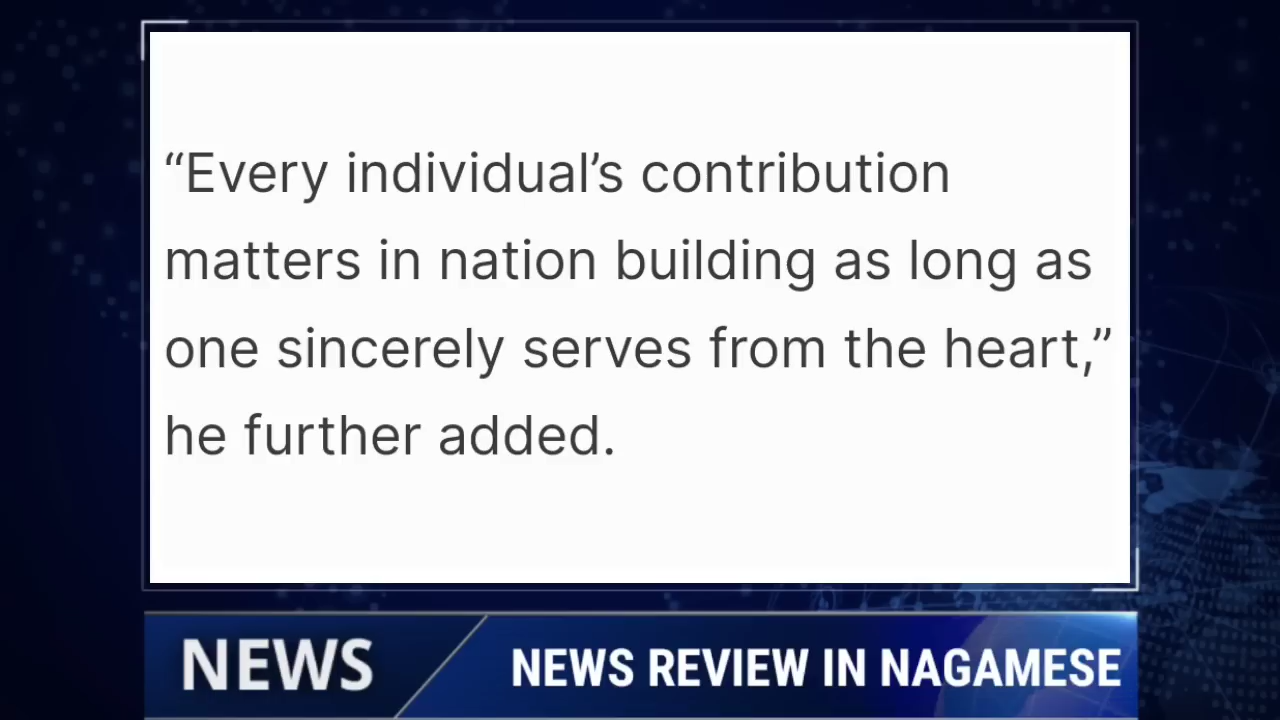 “Every individual’s contribution
matters in nation building as long as
one sincerely serves from the heart,”
he further added.
NEWS
NEWS REVIEW IN NAGAMESE